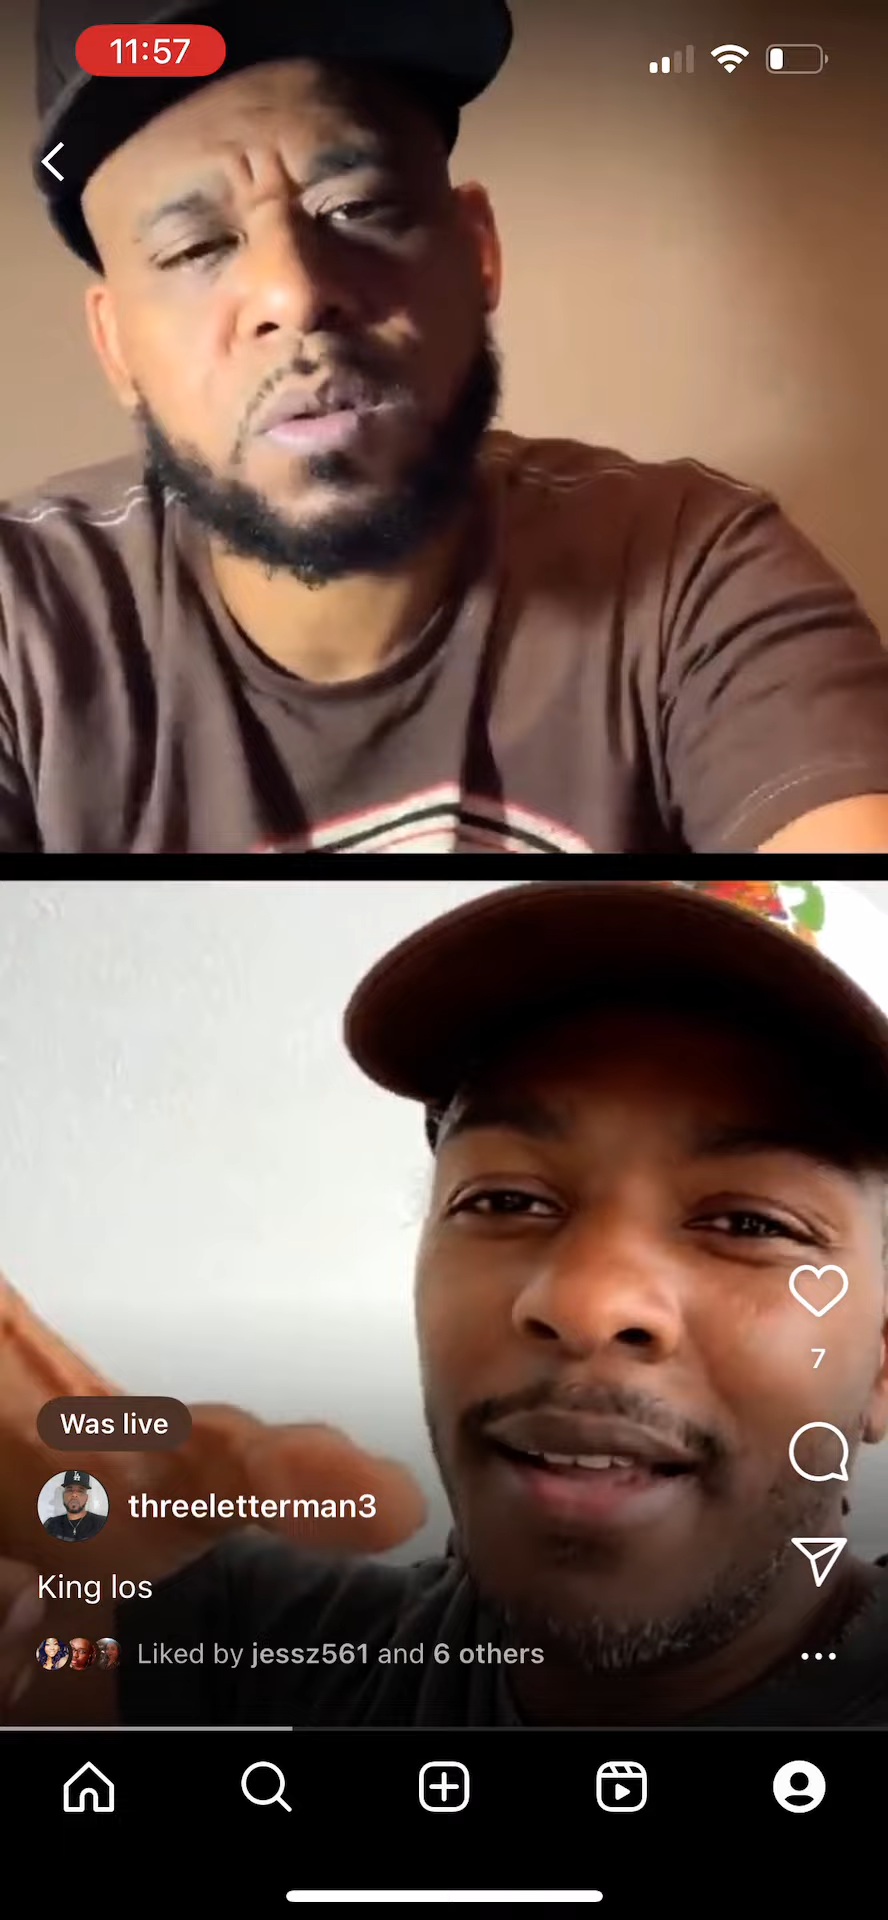 11:57
7
Was live
threeletterman3
King los
Liked by jessz561 and 6 others